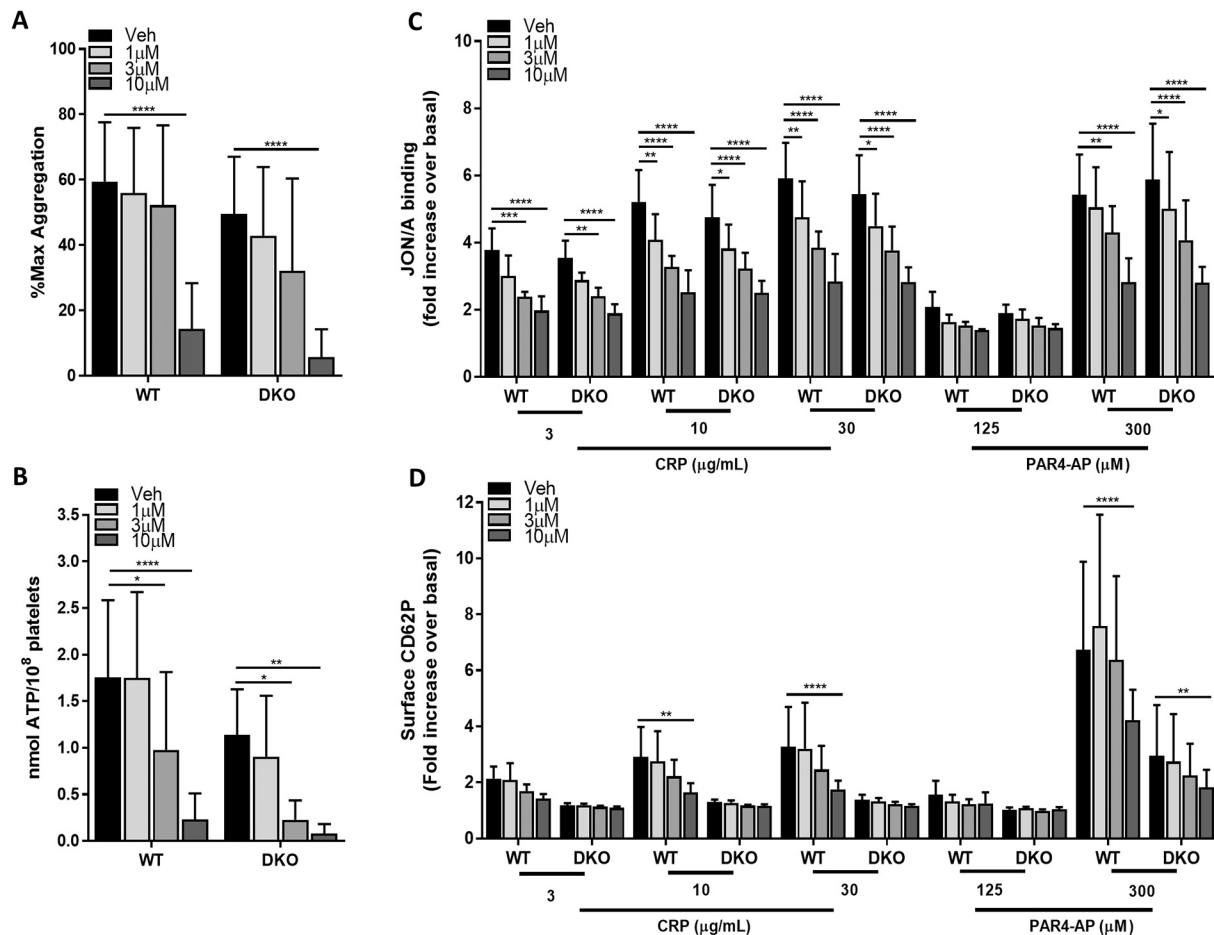 A
Veh
1μM
3μM
10μM
%Max Aggregation
100
80
60
40
20
0
****
****
WT
DKO
B
Veh
1μM
3μM
10μM
nmol ATP/10⁸ platelets
3.5
3.0
2.5
2.0
1.5
1.0
0.5
0.0
****
*
**
*
WT
DKO
C
Veh
1μM
3μM
10μM
JON/A binding
(fold increase over basal)
10
8
6
4
2
0
****
***
****
**
****
****
**
****
****
*
****
****
**
****
****
*
****
**
****
****
*
WT DKO WT DKO WT DKO WT DKO WT DKO
3 10 30 125 300
CRP (μg/mL) PAR4-AP (μM)
D
Veh
1μM
3μM
10μM
Surface CD62P
(Fold increase over basal)
12
10
8
6
4
2
0
**
****
****
**
WT DKO WT DKO WT DKO WT DKO WT DKO
3 10 30 125 300
CRP (μg/mL) PAR4-AP (μM)